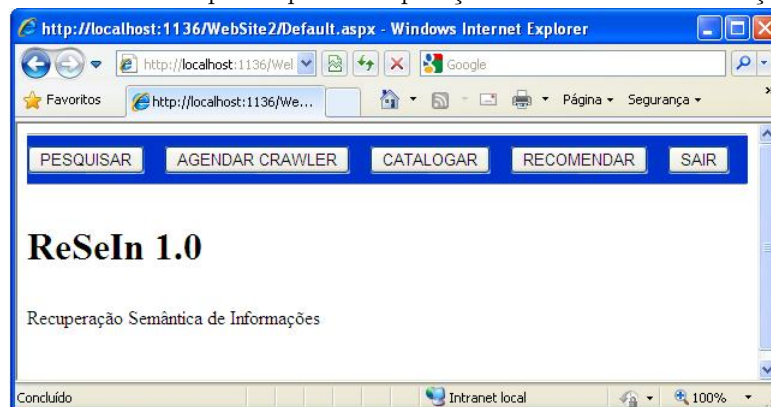 http://localhost:1136/WebSite2/Default.aspx - Windows Internet Explorer
http://localhost:1136/Wel Google
Favoritos http://localhost:1136/We... Página Segurança »
PESQUISAR AGENDAR CRAWLER CATALOGAR RECOMENDAR SAIR
ReSeIn 1.0
Recuperação Semântica de Informações
Concluído Intranet local 100%